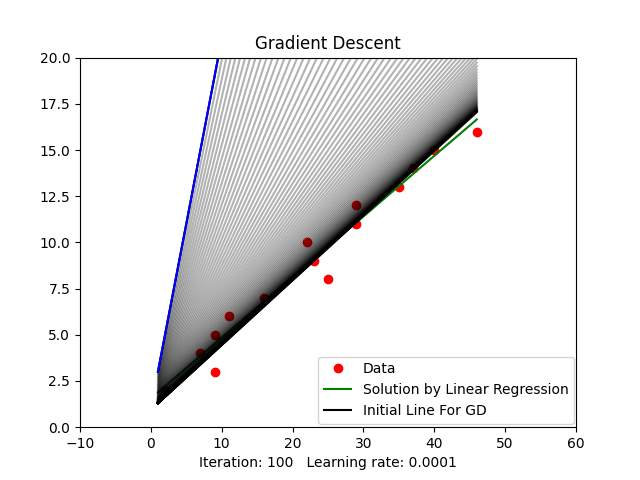 Gradient Descent
20.0
17.5
15.0
12.5
10.0
7.5
5.0
2.5
0.0
Data
Solution by Linear Regression
Initial Line For GD
−10 0 10 20 30 40 50 60
Iteration: 100   Learning rate: 0.0001